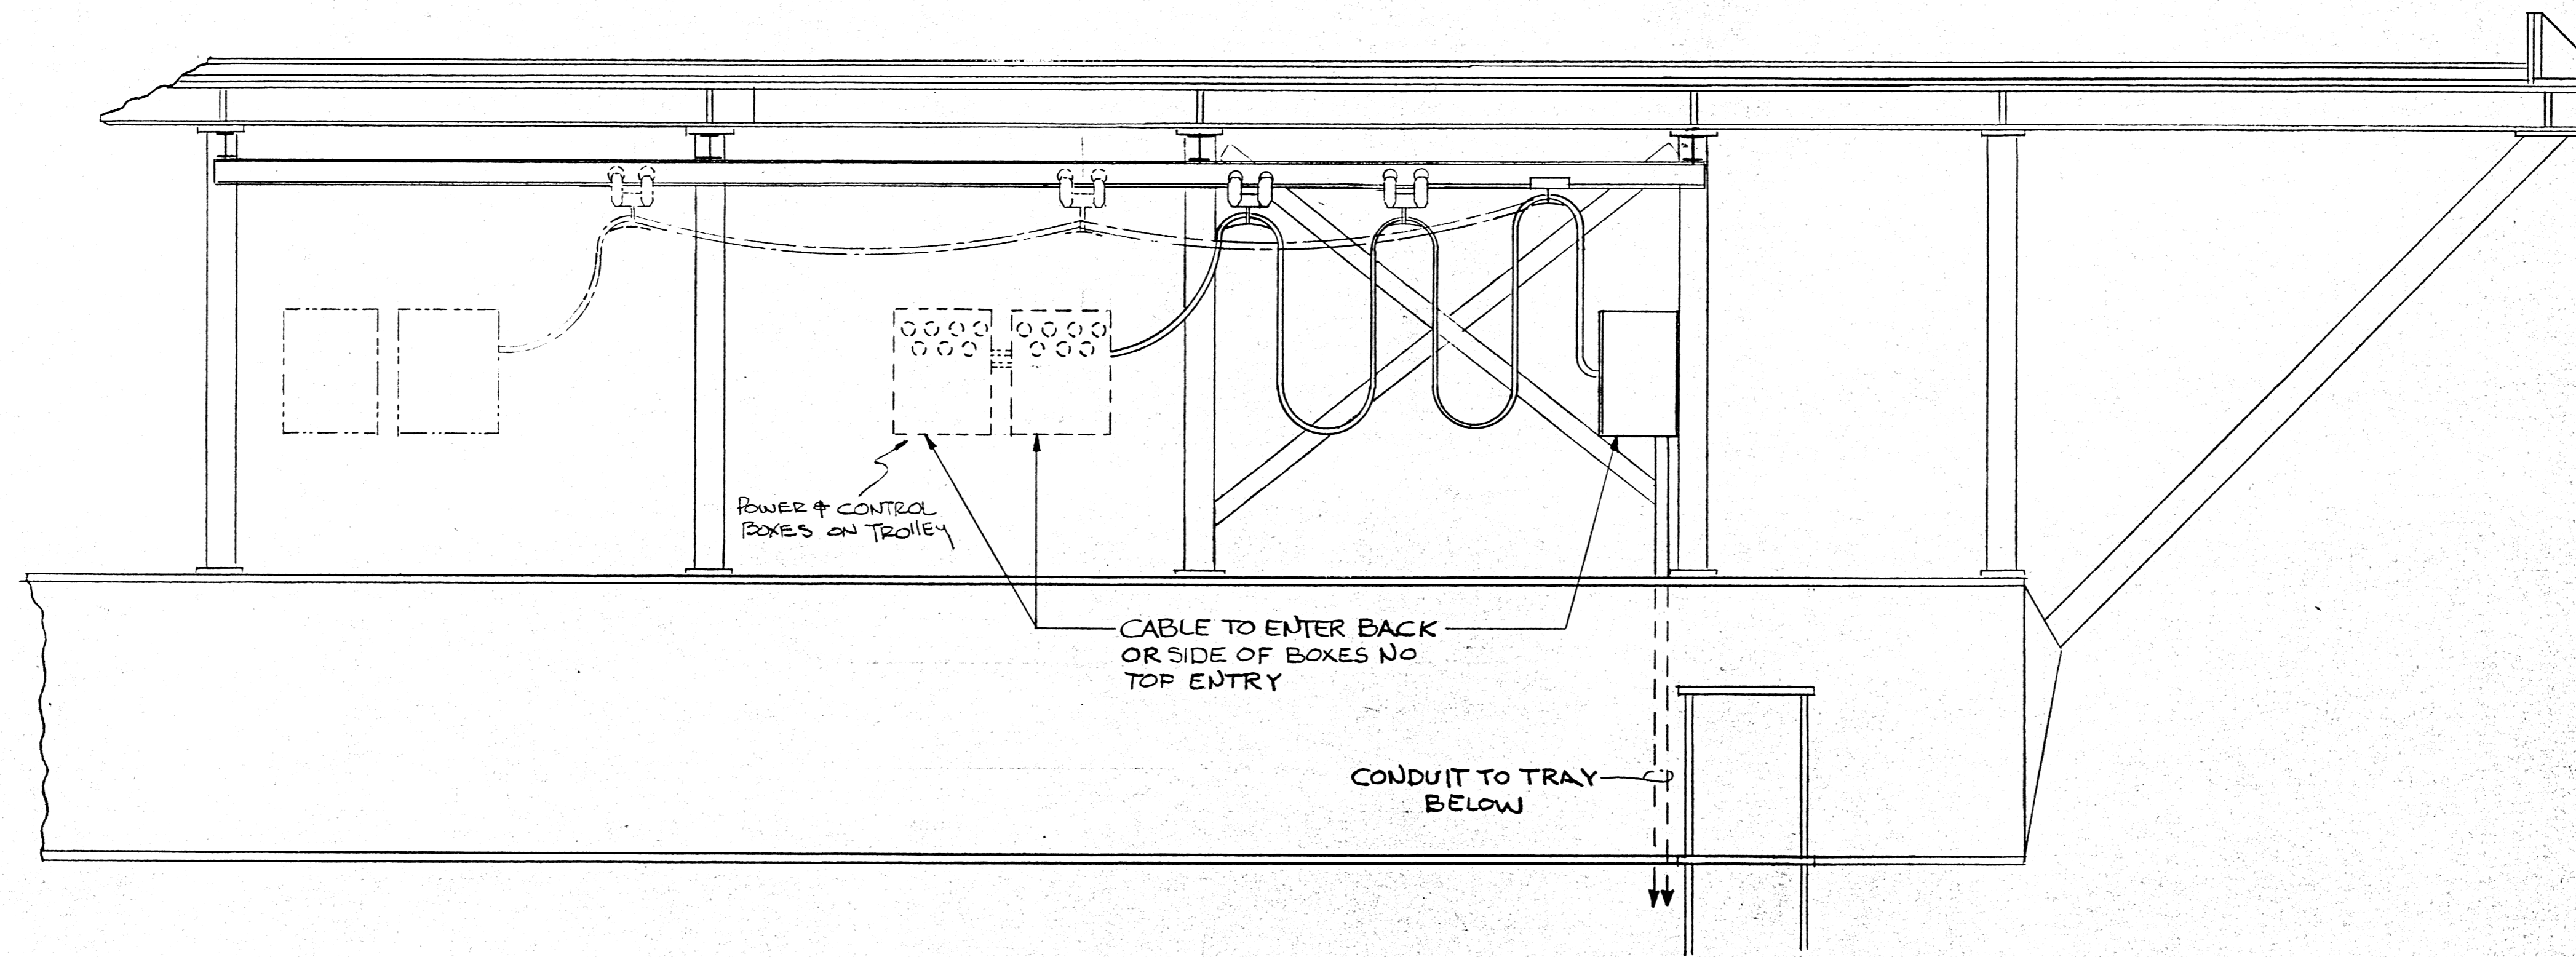 POWER & CONTROL
BOXES ON TROllEY
CABLE TO ENTER BACK
OR SIDE OF BOXES NO
TOP ENTRY
CONDUIT TO TRAY
BELOW